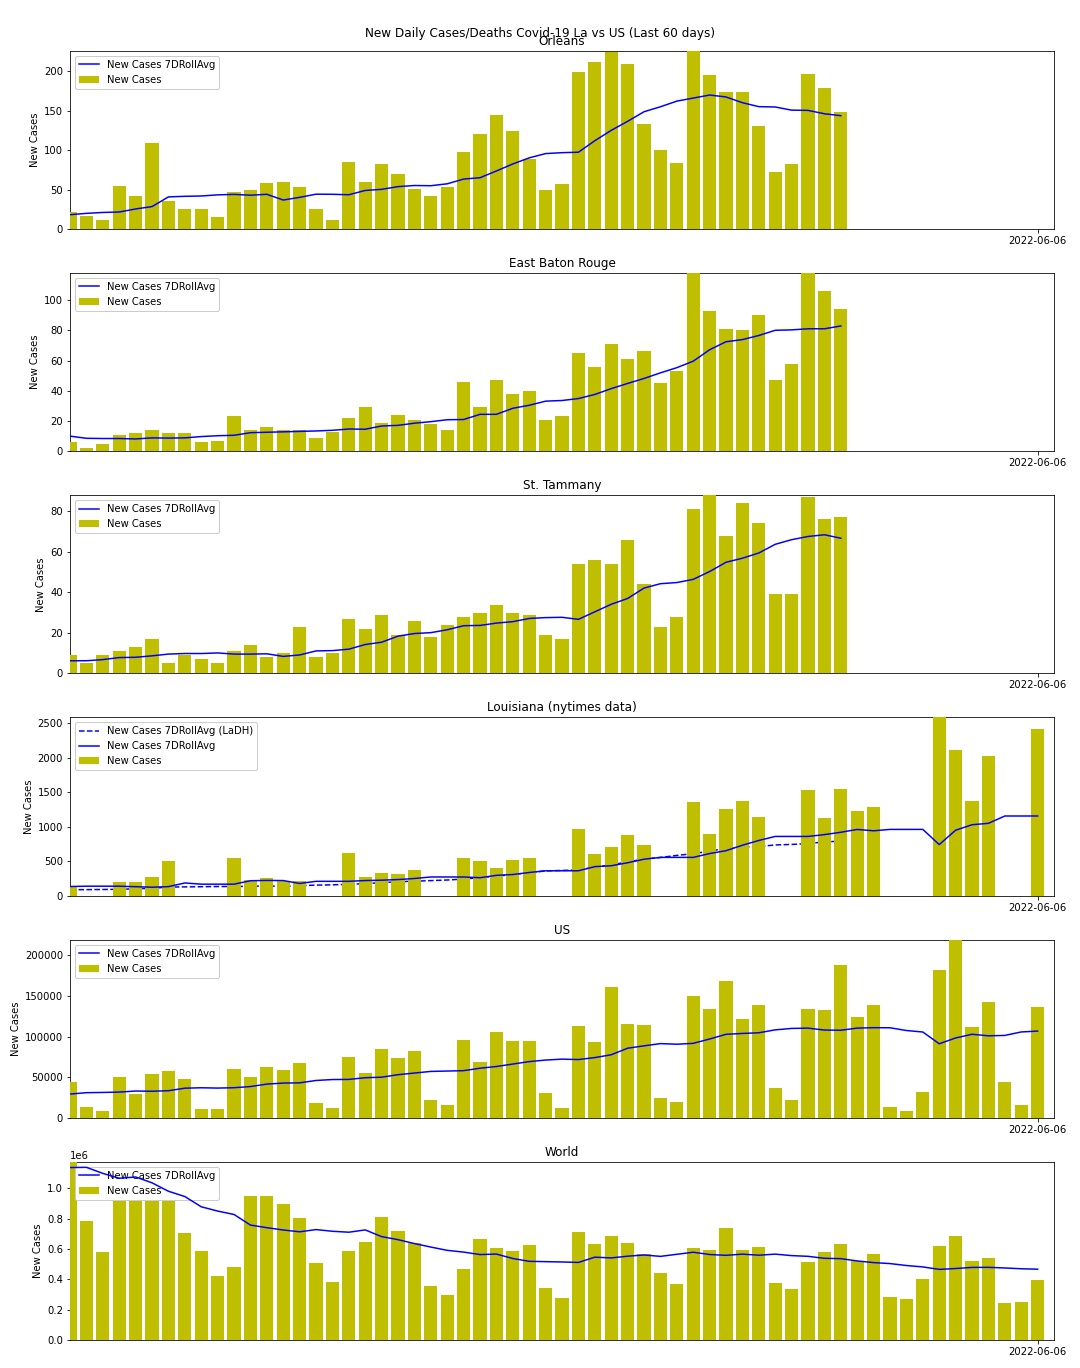 New Daily Cases/Deaths Covid-19 La vs US (Last 60 days)
Orleans
New Cases 7DRollAvg
New Cases
New Cases
200
150
100
50
0
2022-06-06
East Baton Rouge
New Cases 7DRollAvg
New Cases
New Cases
100
80
60
40
20
0
2022-06-06
St. Tammany
New Cases 7DRollAvg
New Cases
New Cases
80
60
40
20
0
2022-06-06
Louisiana (nytimes data)
New Cases 7DRollAvg (LaDH)
New Cases 7DRollAvg
New Cases
New Cases
2500
2000
1500
1000
500
0
2022-06-06
US
New Cases 7DRollAvg
New Cases
New Cases
200000
150000
100000
50000
0
2022-06-06
World
1e6
New Cases 7DRollAvg
New Cases
New Cases
1.0
0.8
0.6
0.4
0.2
0.0
2022-06-06